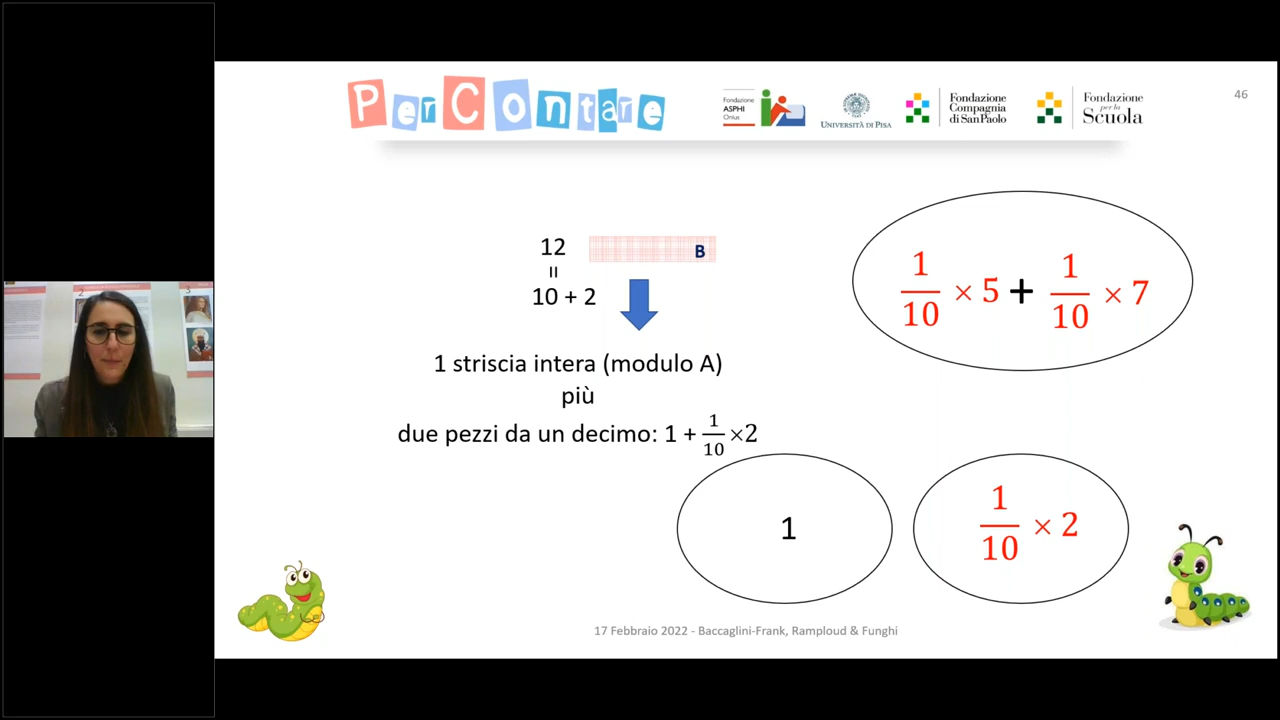 PerContare
Fondazione
ASPHI
Onlus
UNIVERSITÀ DI PISA
Fondazione
Compagnia
di San Paolo
Fondazione
per la
Scuola
46
12
B
=
10 + 2
1 striscia intera (modulo A)
più
due pezzi da un decimo: 1 + 1/10 ×2
1/10 × 5 + 1/10 × 7
1
1/10 × 2
17 Febbraio 2022 - Baccaglini-Frank, Ramploud & Funghi
2
3